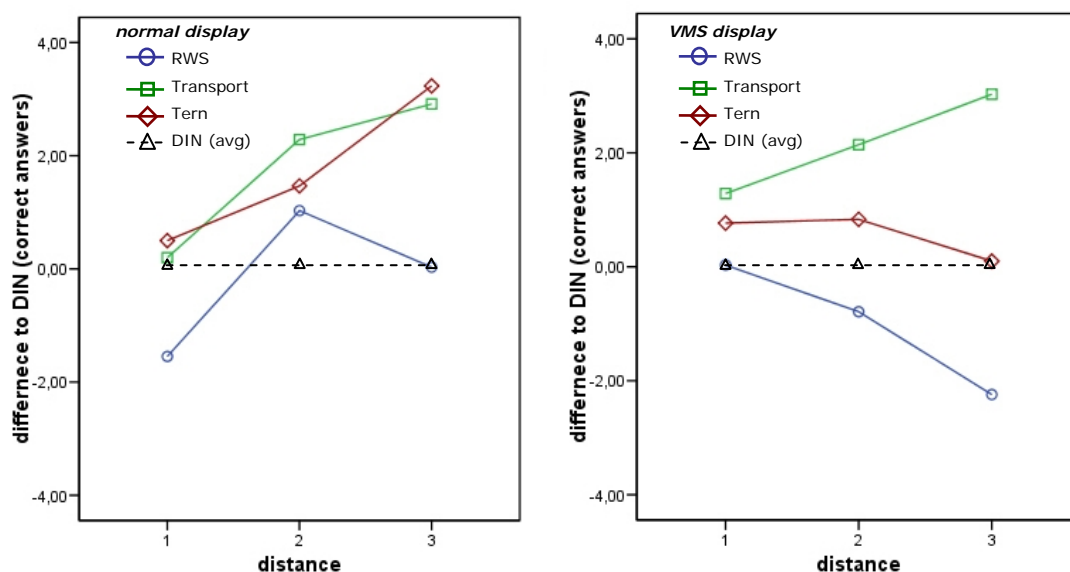 normal display
RWS
Transport
Tern
DIN (avg)
differnece to DIN (correct answers)
4,00
2,00
0,00
-2,00
-4,00
1
2
3
distance
VMS display
RWS
Transport
Tern
DIN (avg)
differnece to DIN (correct answers)
4,00
2,00
0,00
-2,00
-4,00
1
2
3
distance